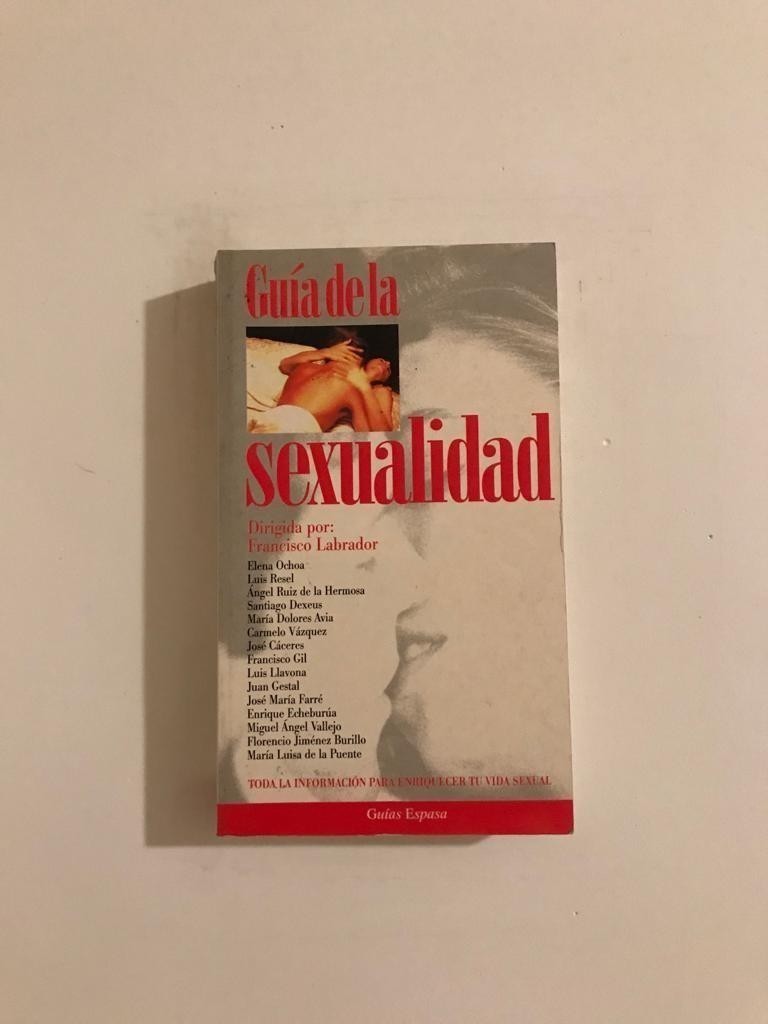 Guía de la
sexualidad
Dirigida por:
Francisco Labrador
Elena Ochoa
Luis Resel
Ángel Ruiz de la Hermosa
Santiago Dexeus
María Dolores Avia
Carmelo Vázquez
José Cáceres
Francisco Gil
Luis Llavona
Juan Gestal
José María Farré
Enrique Echeburúa
Miguel Ángel Vallejo
Florencio Jiménez Burillo
María Luisa de la Puente
TODA LA INFORMACIÓN PARA ENRIQUECER TU VIDA SEXUAL
Guías Espasa